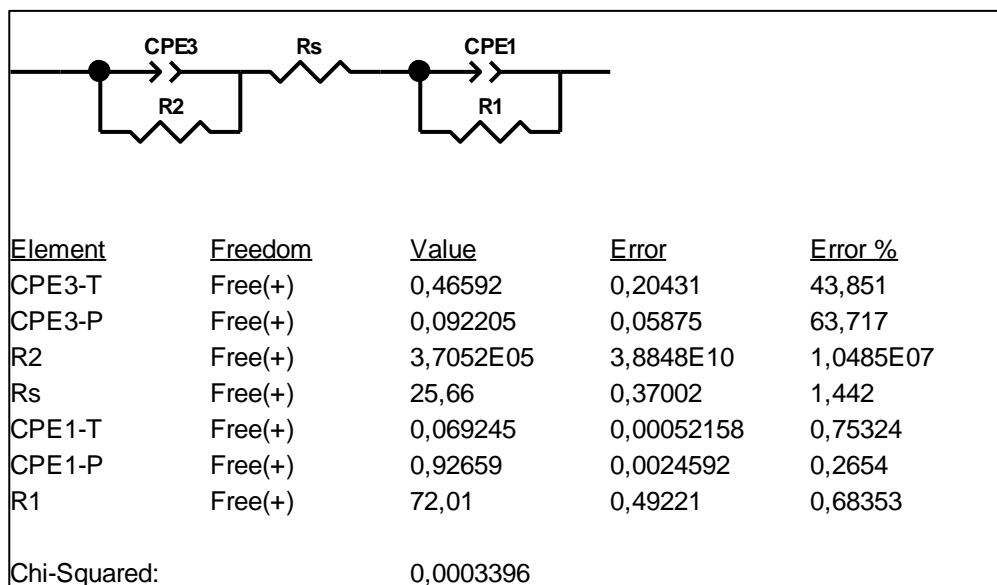 CPE3 Rs CPE1
R2 R1
Element Freedom Value Error Error %
CPE3-T Free(+) 0,46592 0,20431 43,851
CPE3-P Free(+) 0,092205 0,05875 63,717
R2 Free(+) 3,7052E05 3,8848E10 1,0485E07
Rs Free(+) 25,66 0,37002 1,442
CPE1-T Free(+) 0,069245 0,00052158 0,75324
CPE1-P Free(+) 0,92659 0,0024592 0,2654
R1 Free(+) 72,01 0,49221 0,68353
Chi-Squared: 0,0003396